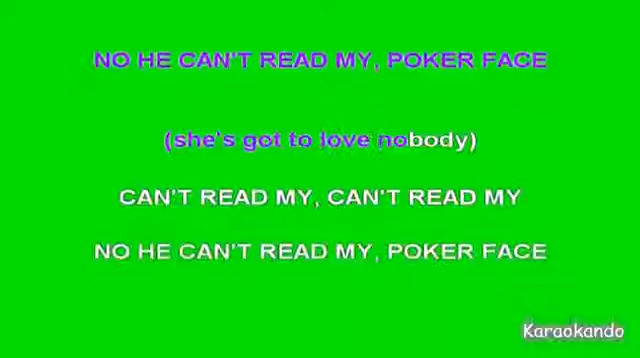 NO HE CAN'T READ MY, POKER FACE
(she's got to love nobody)
CAN'T READ MY, CAN'T READ MY
NO HE CAN'T READ MY, POKER FACE
Karaokando